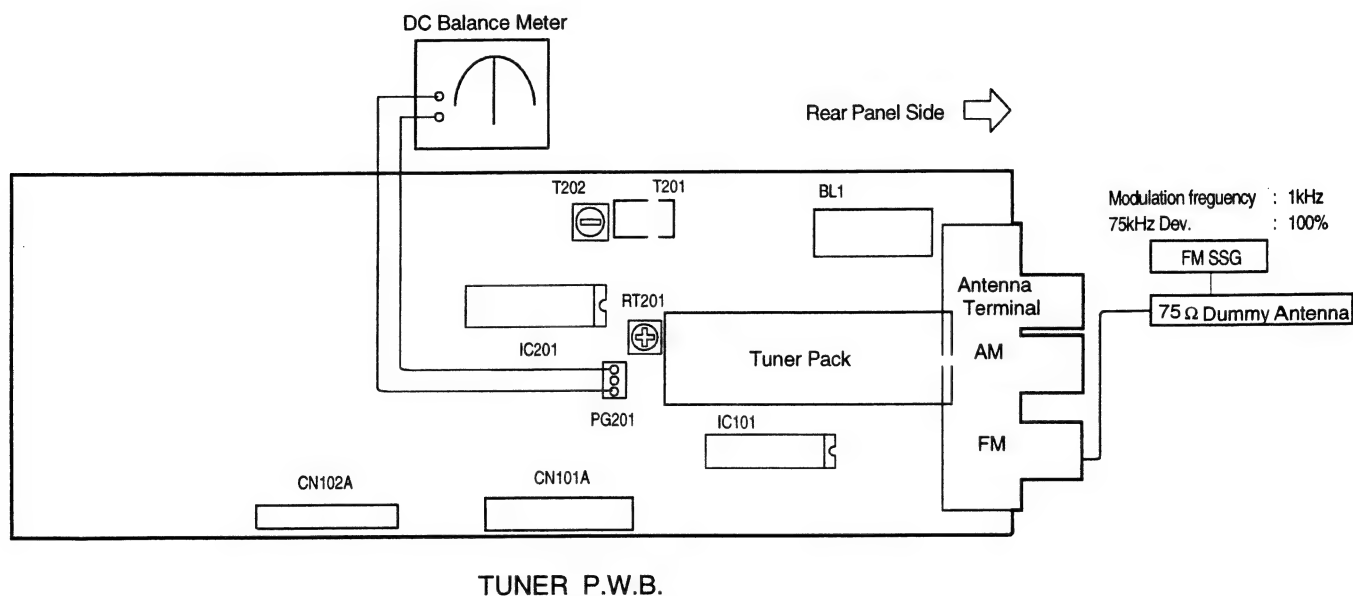 DC Balance Meter
Rear Panel Side
T202
T201
BL1
Modulation freguency : 1kHz
75kHz Dev. : 100%
FM SSG
75 Ω Dummy Antenna
Antenna
Terminal
RT201
IC201
Tuner Pack
AM
PG201
IC101
FM
CN102A
CN101A
TUNER P.W.B.